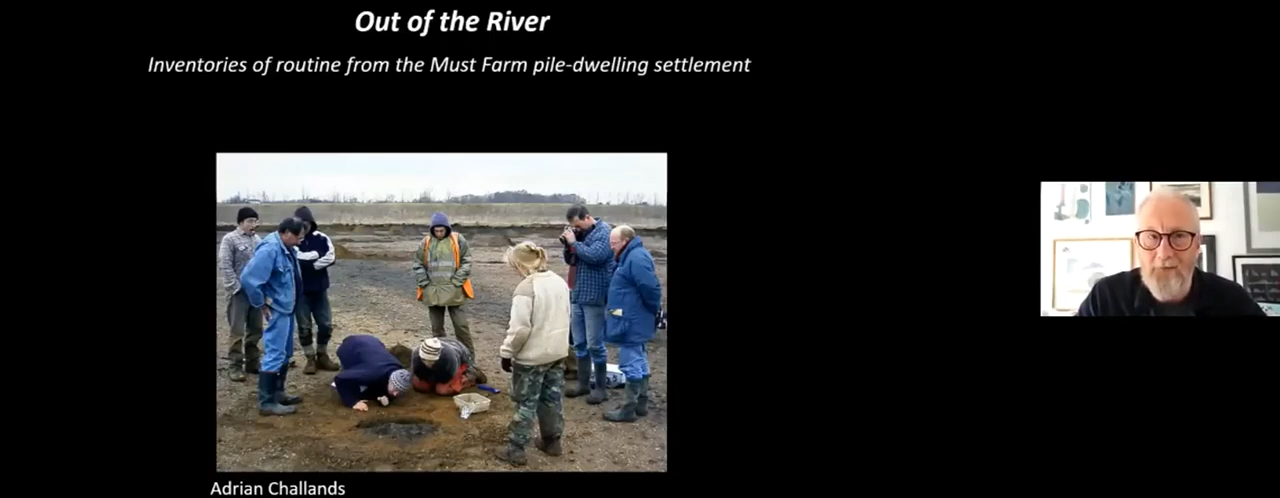 Out of the River
Inventories of routine from the Must Farm pile-dwelling settlement
Adrian Challands